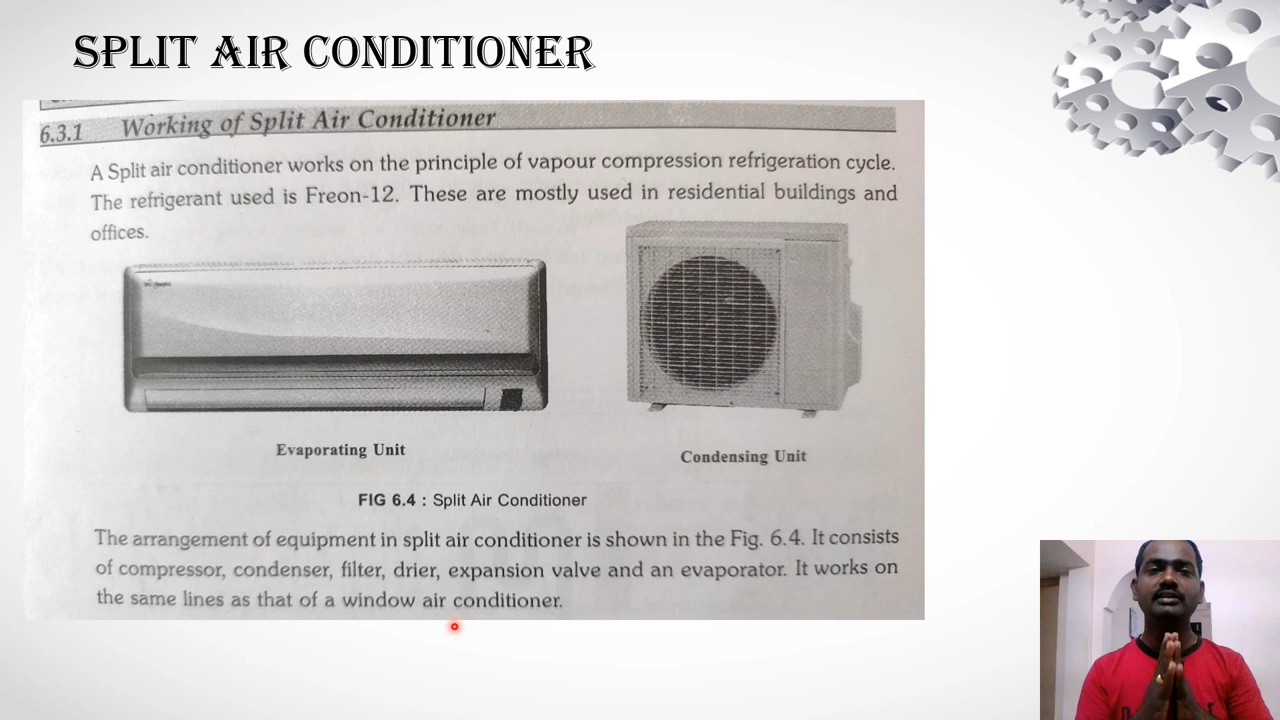 SPLIT AIR CONDITIONER
6.3.1 Working of Split Air Conditioner
A Split air conditioner works on the principle of vapour compression refrigeration cycle.
The refrigerant used is Freon-12. These are mostly used in residential buildings and
offices.
Evaporating Unit
Condensing Unit
FIG 6.4 : Split Air Conditioner
The arrangement of equipment in split air conditioner is shown in the Fig. 6.4. It consists
of compressor, condenser, filter, drier, expansion valve and an evaporator. It works on
the same lines as that of a window air conditioner.